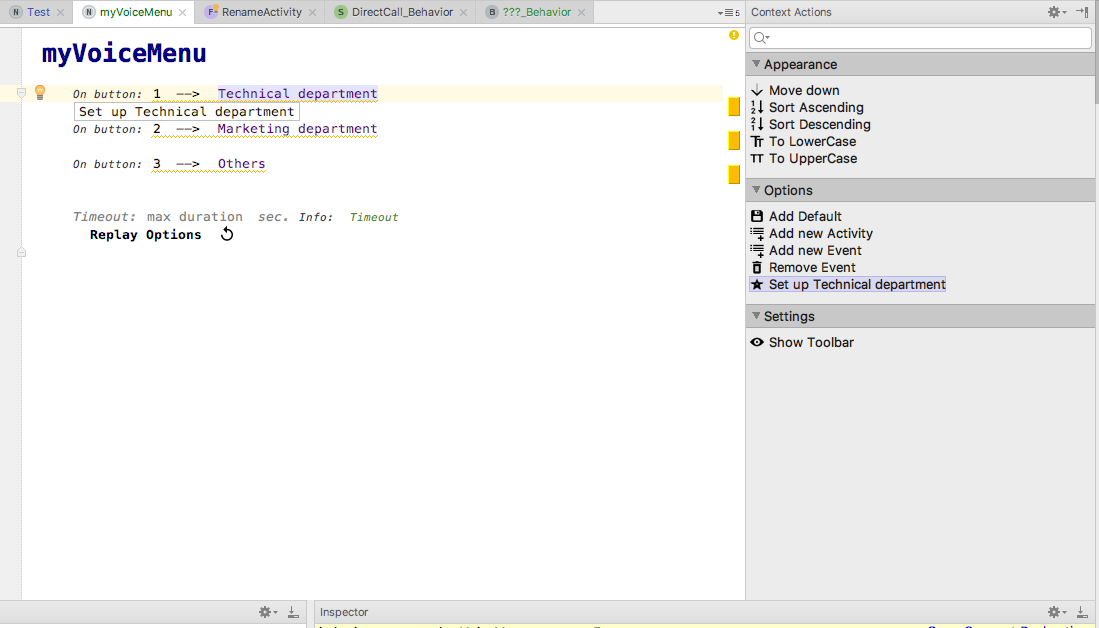 N Test
N myVoiceMenu
F RenameActivity
S DirectCall_Behavior
B ???_Behavior
5
Context Actions
myVoiceMenu
On button: 1 —–> Technical department
Set up Technical department
On button: 2 —–> Marketing department
On button: 3 —–> Others
Timeout: max duration sec. Info: Timeout
Replay Options
Appearance
Move down
Sort Ascending
Sort Descending
To LowerCase
To UpperCase
Options
Add Default
Add new Activity
Add new Event
Remove Event
Set up Technical department
Settings
Show Toolbar
Inspector